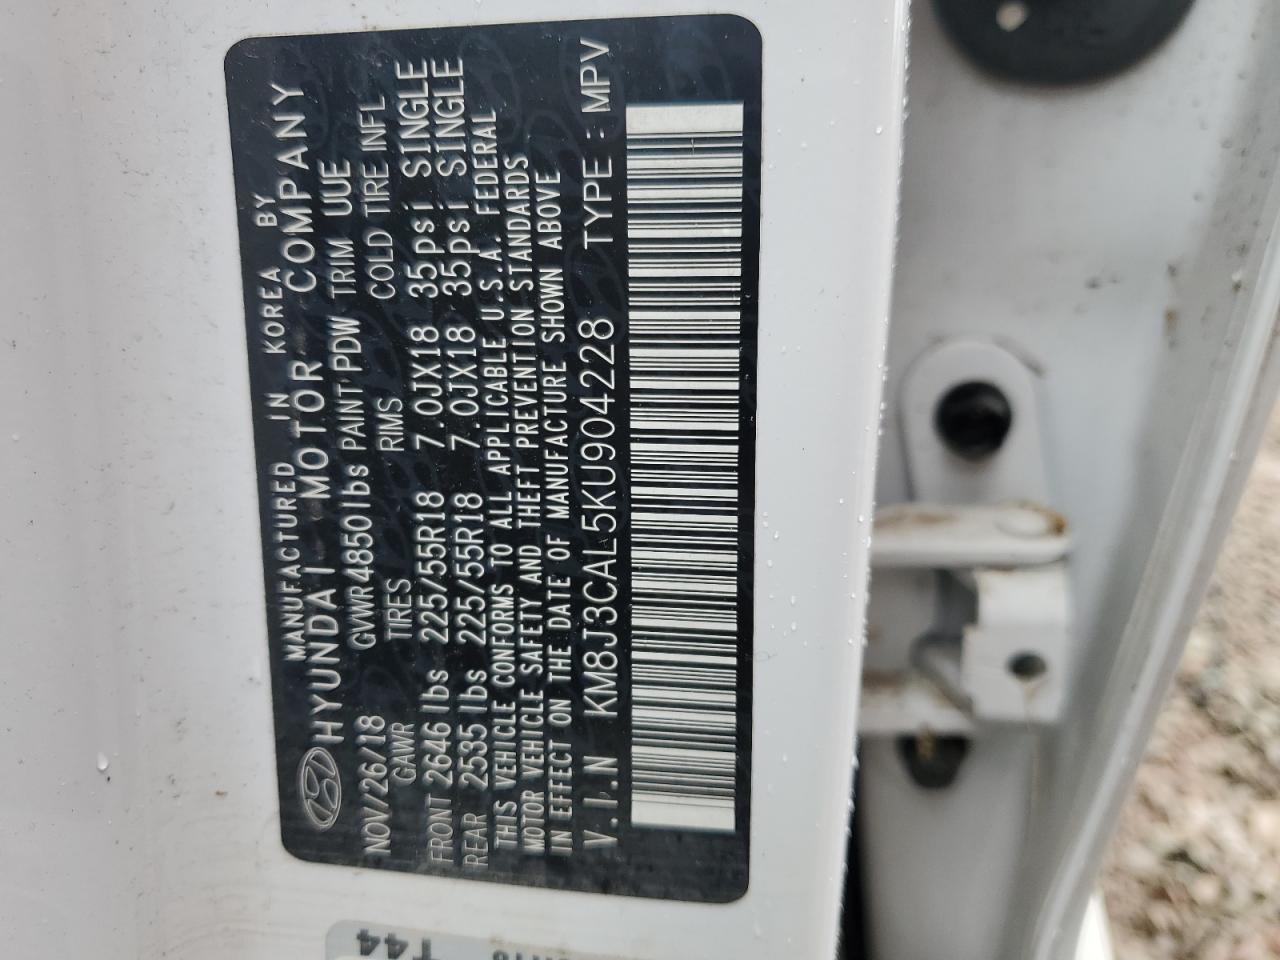 MANUFACTURED IN KOREA BY
HYUNDAI MOTOR COMPANY
NOV/26/18 GVWR4850lbs PAINT PDW TRIM UUE
GAWR TIRES RIMS COLD TIRE INFL
FRONT 2646 lbs 225/55R18 7.0JX18 35psi SINGLE
REAR 2535 lbs 225/55R18 7.0JX18 35psi SINGLE
THIS VEHICLE CONFORMS TO ALL APPLICABLE U.S.A. FEDERAL
MOTOR VEHICLE SAFETY AND THEFT PREVENTION STANDARDS
IN EFFECT ON THE DATE OF MANUFACTURE SHOWN ABOVE
V.I.N KM8J3CAL5KU904228 TYPE : MPV
T44